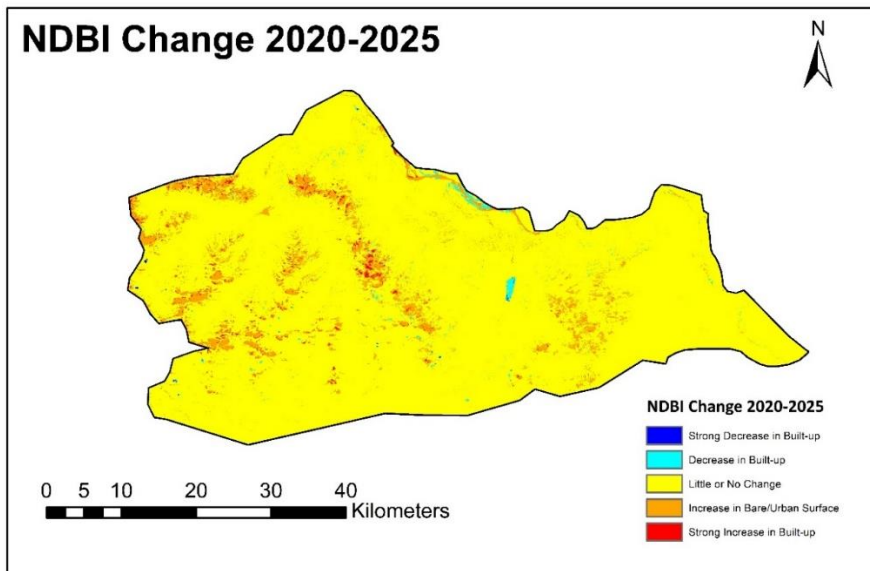 NDBI Change 2020-2025
N
NDBI Change 2020-2025
Strong Decrease in Built-up
Decrease in Built-up
Little or No Change
Increase in Bare/Urban Surface
Strong Increase in Built-up
0 5 10 20 30 40
Kilometers